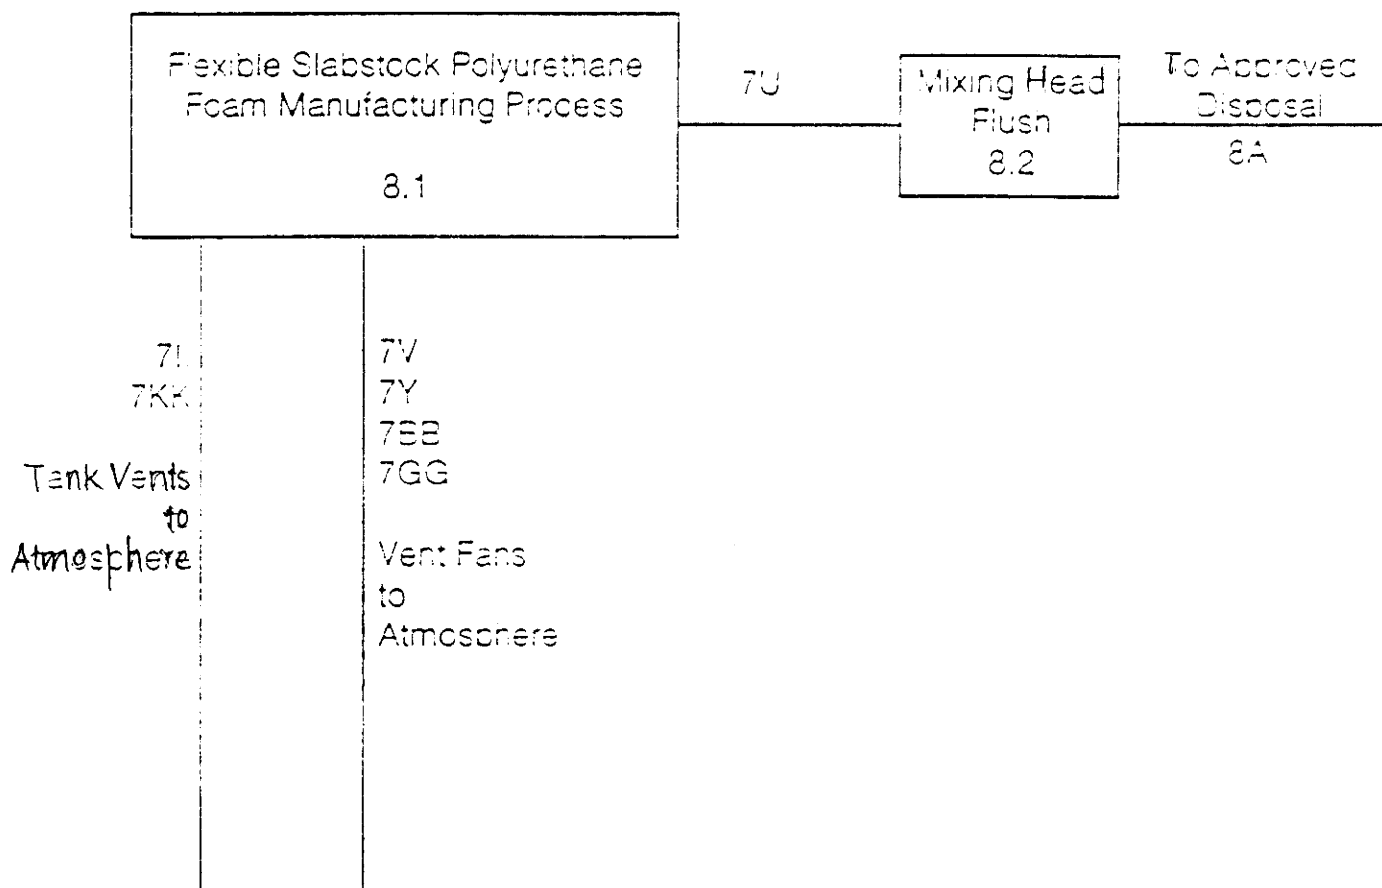 Flexible Slabstock Polyurethane
Foam Manufacturing Process
8.1
7U
Mixing Head
Flush
8.2
To Approved
Disposal
8A
7KK
Tank Vents
to
Atmosphere
7V
7Y
7BB
7GG
Vent Fans
to
Atmosphere